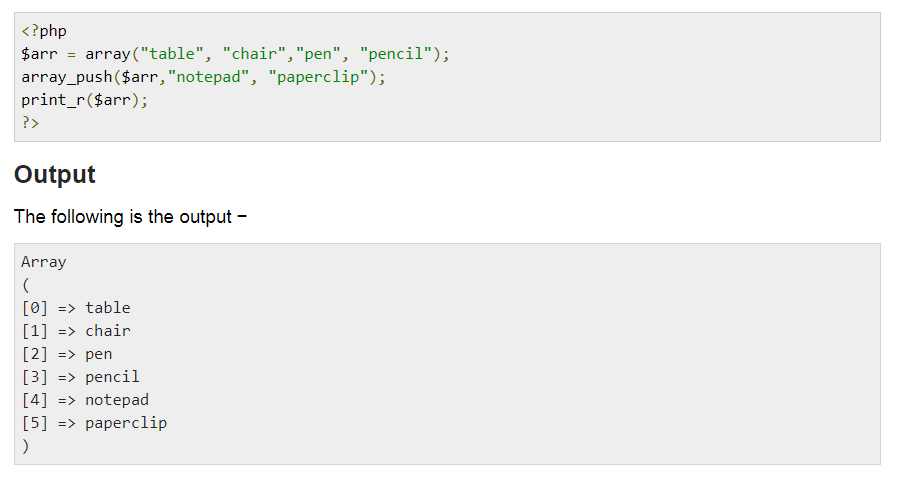 <?php
$arr = array("table", "chair","pen", "pencil");
array_push($arr,"notepad", "paperclip");
print_r($arr);
?>
Output
The following is the output −
Array
(
[0] => table
[1] => chair
[2] => pen
[3] => pencil
[4] => notepad
[5] => paperclip
)